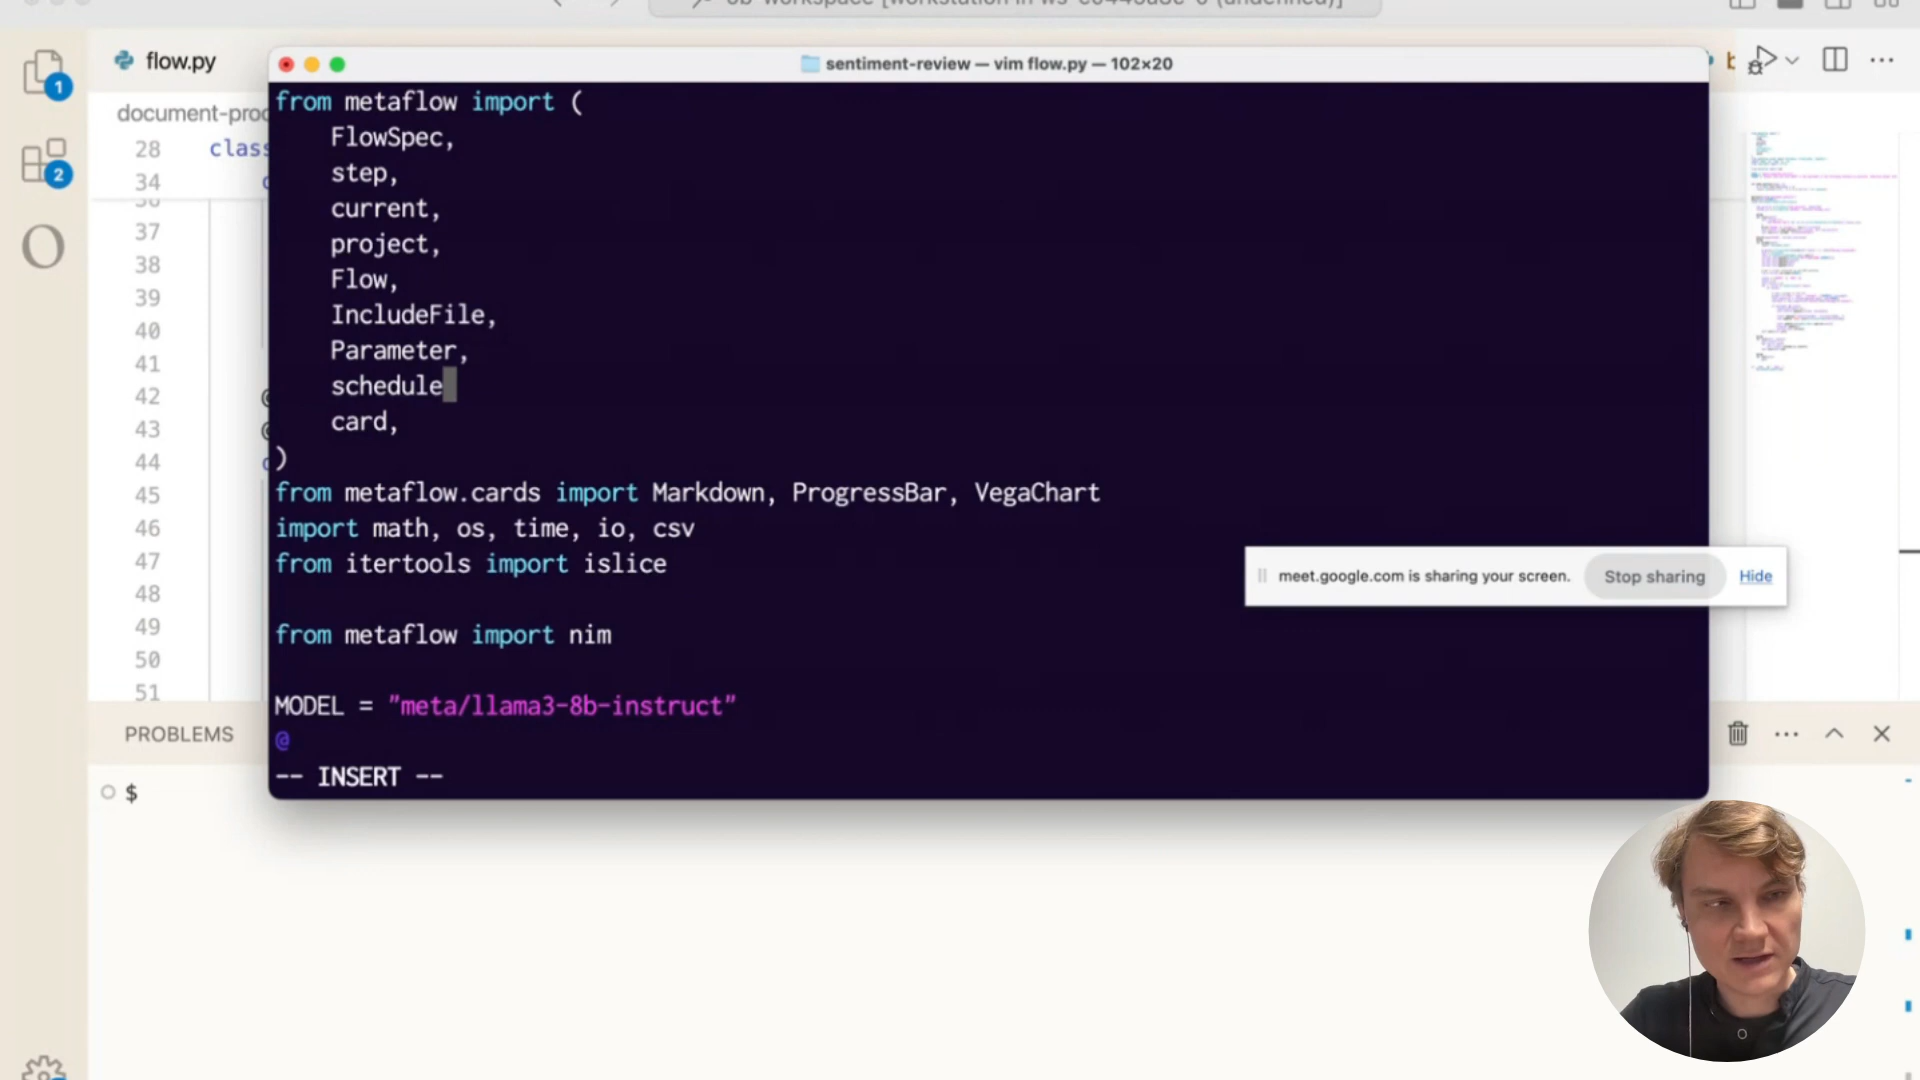 flow.py
sentiment-review — vim flow.py — 102×20
document-proc
28 class
34
37
38
39
40
41
42
43
44
45
46
47
48
49
50
51
from metaflow import (
    FlowSpec,
    step,
    current,
    project,
    Flow,
    IncludeFile,
    Parameter,
    schedule
    card,
)
from metaflow.cards import Markdown, ProgressBar, VegaChart
import math, os, time, io, csv
from itertools import islice
from metaflow import nim
MODEL = "meta/llama3-8b-instruct"
@
-- INSERT --
meet.google.com is sharing your screen. Stop sharing Hide
PROBLEMS
$
1
2